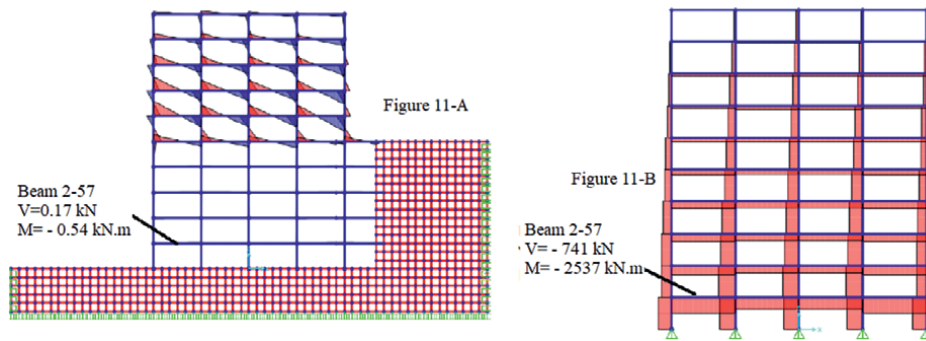 Figure 11-A
Beam 2-57
V=0.17 kN
M= - 0.54 kN.m
Figure 11-B
Beam 2-57
V= - 741 kN
M= - 2537 kN.m
x